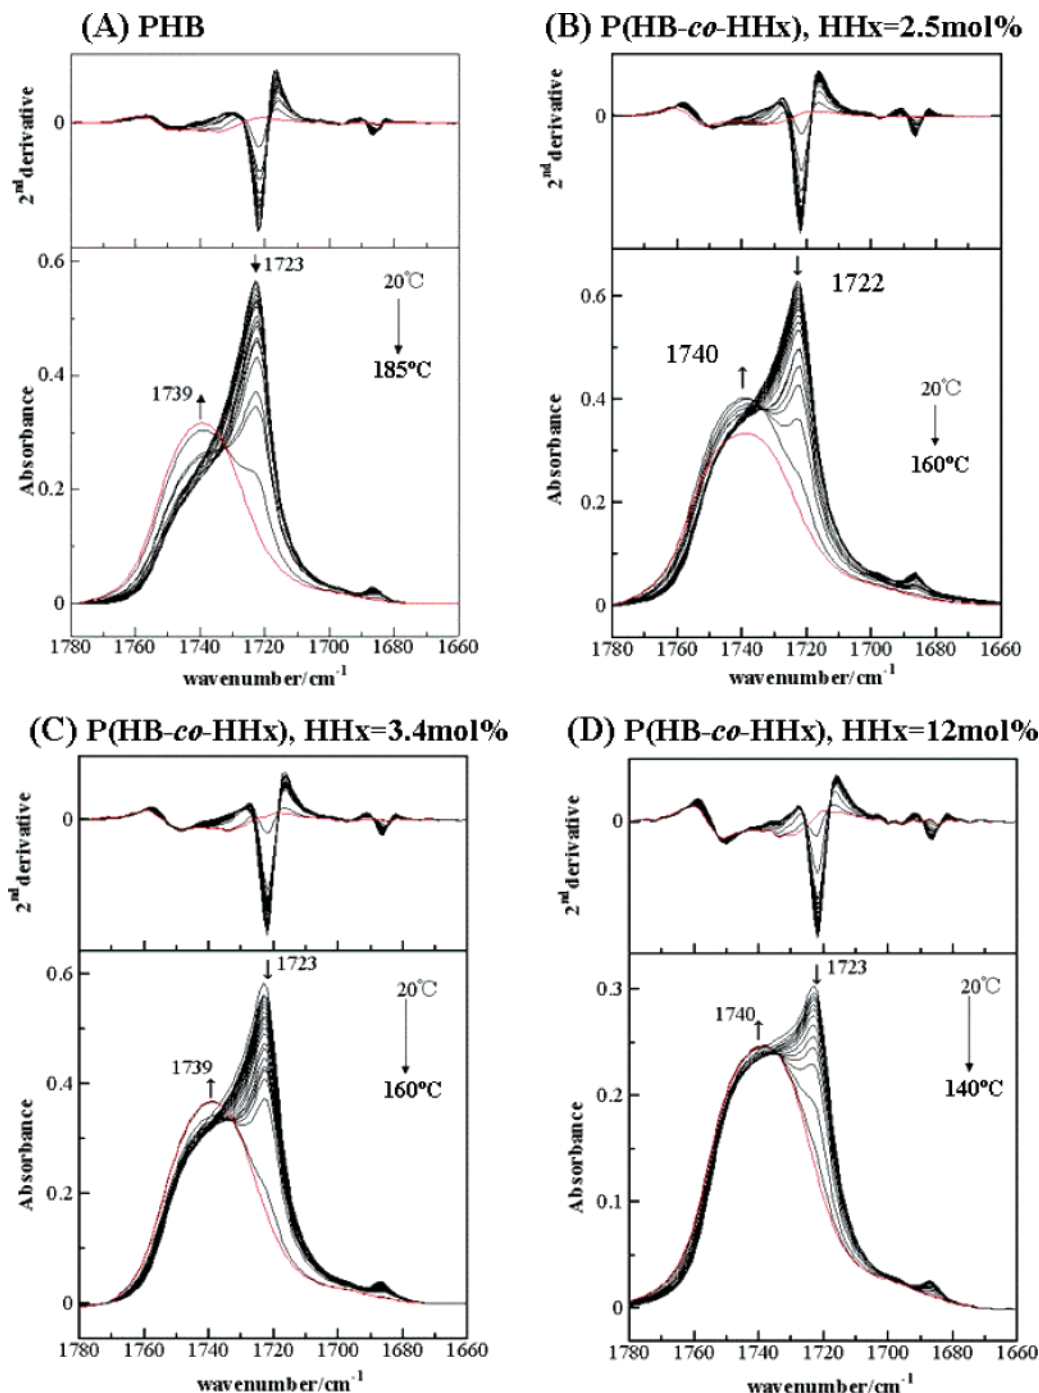 (A) PHB
2nd derivative
0
0.6
1723
20℃
185°C
0.4
1739
Absorbance
0.2
0
1780 1760 1740 1720 1700 1680 1660
wavenumber/cm-1
(B) P(HB-co-HHx), HHx=2.5mol%
2nd derivative
0
1722
0.6
1740
20℃
0.4
160°C
Absorbance
0.2
0
1780 1760 1740 1720 1700 1680 1660
wavenumber/cm-1
(C) P(HB-co-HHx), HHx=3.4mol%
2nd derivative
0
0.6
1723
20℃
1739
0.4
160°C
Absorbance
0.2
0
1780 1760 1740 1720 1700 1680 1660
wavenumber/cm-1
(D) P(HB-co-HHx), HHx=12mol%
2nd derivative
0
1723
0.3
20℃
1740
140°C
0.2
Absorbance
0.1
0
1780 1760 1740 1720 1700 1680 1660
wavenumber/cm-1